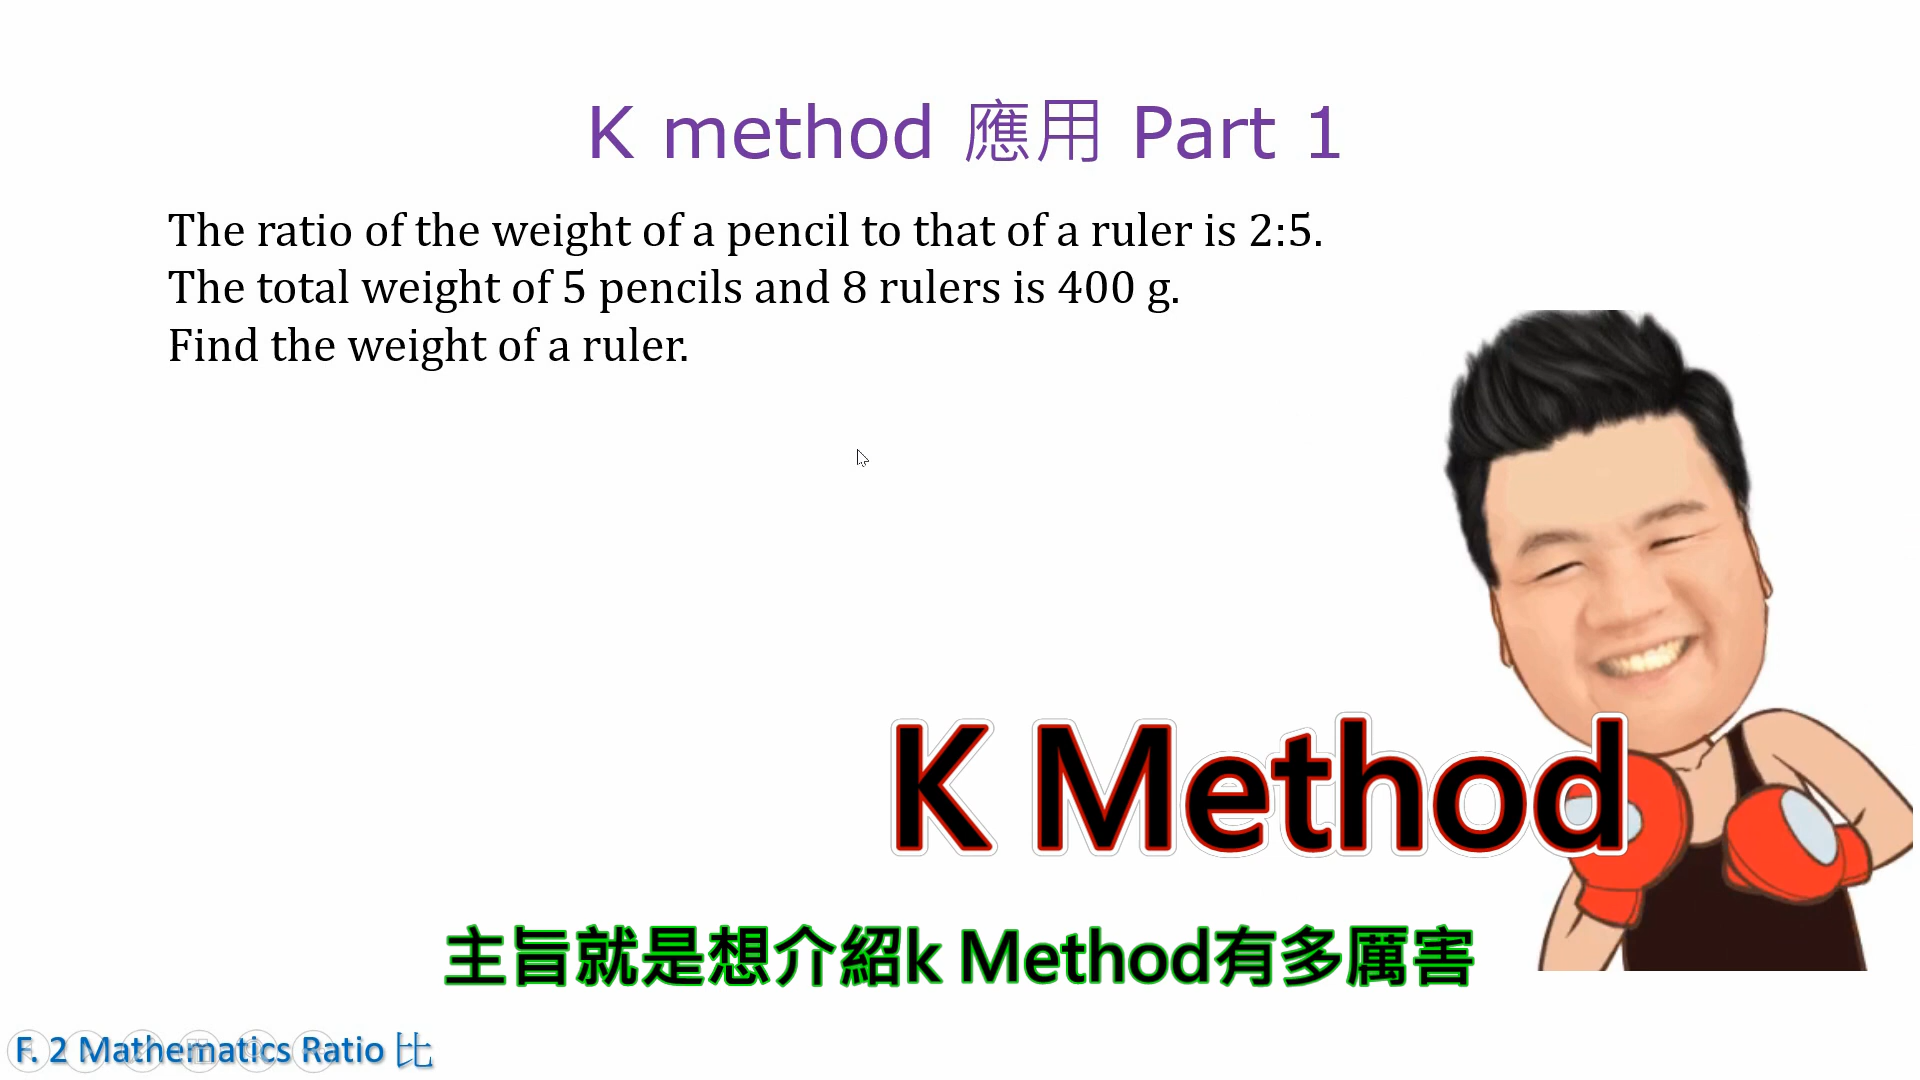 K method 應用 Part 1
The ratio of the weight of a pencil to that of a ruler is 2:5.
The total weight of 5 pencils and 8 rulers is 400 g.
Find the weight of a ruler.
K Method
主旨就是想介紹k Method有多厲害
F. 2 Mathematics Ratio 比